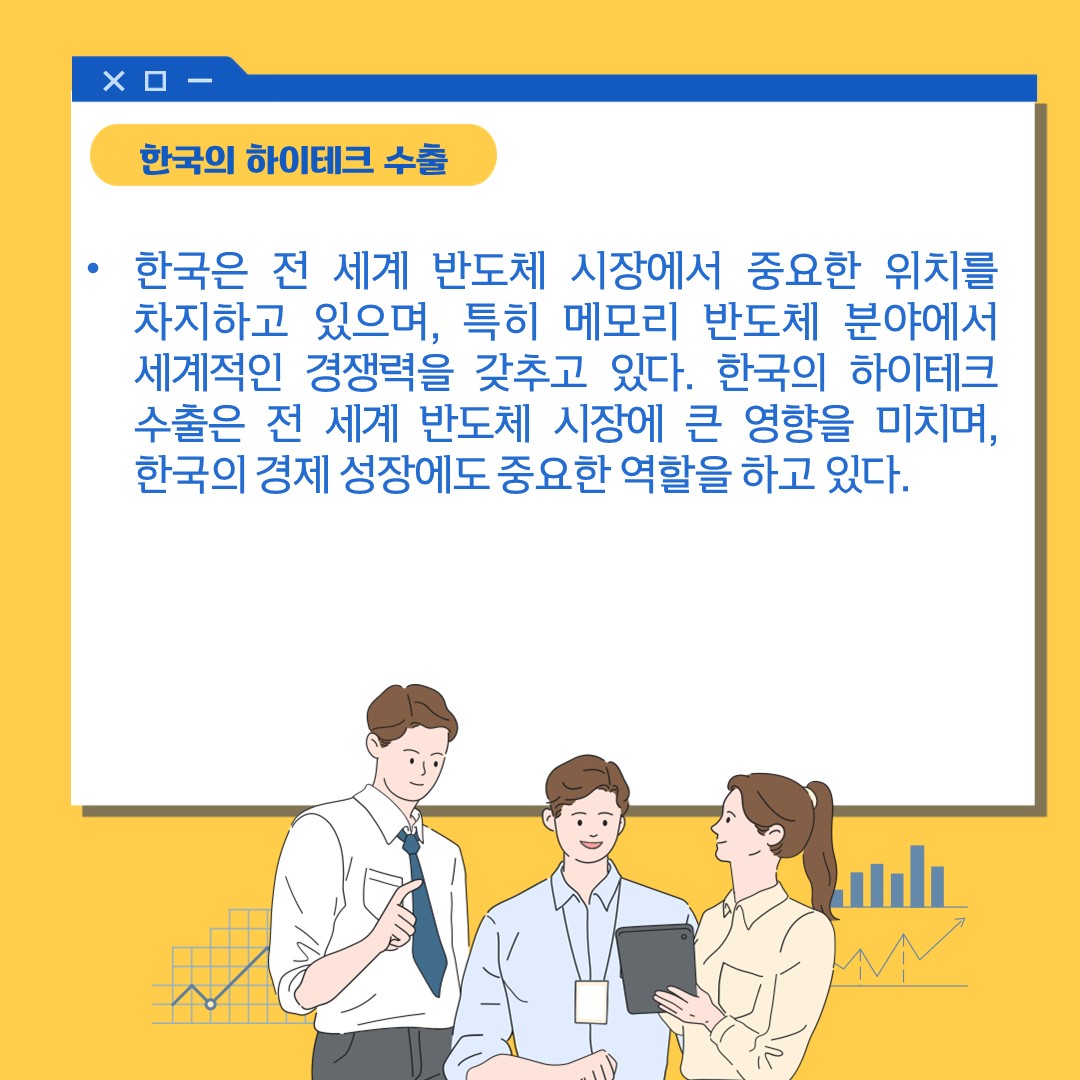 한국의 하이테크 수출
• 한국은 전 세계 반도체 시장에서 중요한 위치를
차지하고 있으며, 특히 메모리 반도체 분야에서
세계적인 경쟁력을 갖추고 있다. 한국의 하이테크
수출은 전 세계 반도체 시장에 큰 영향을 미치며,
한국의 경제 성장에도 중요한 역할을 하고 있다.